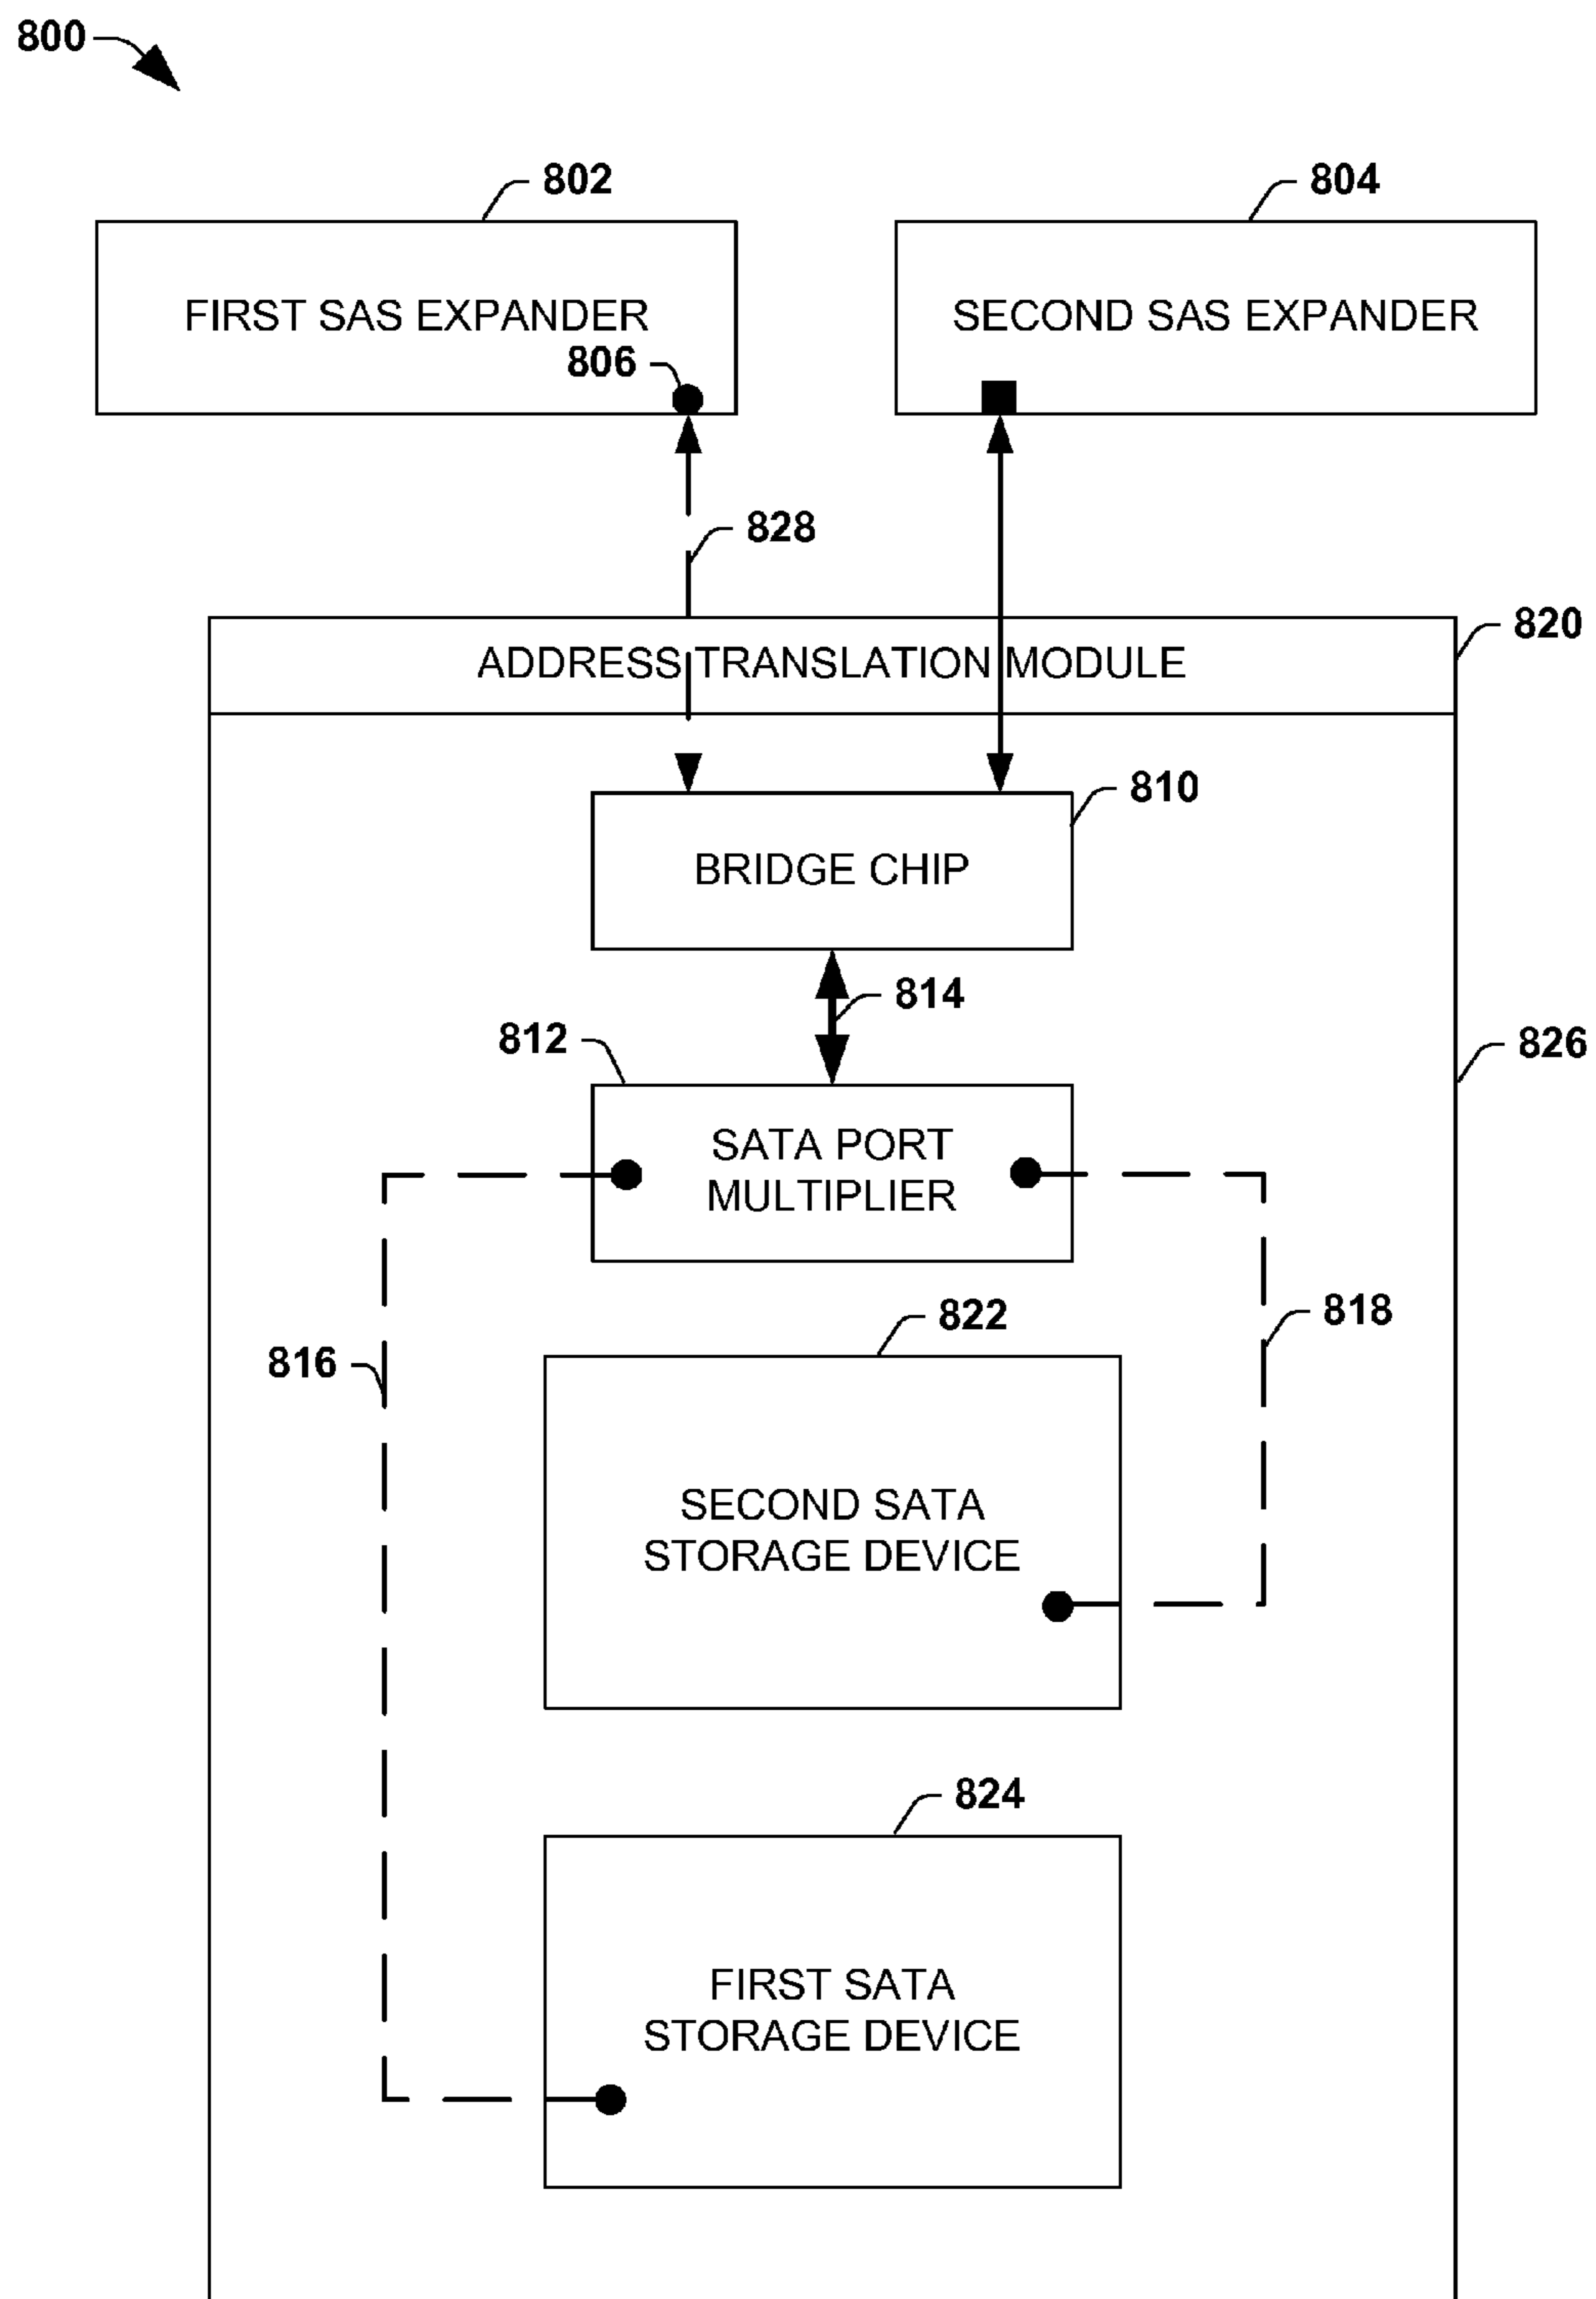 800
802
804
FIRST SAS EXPANDER
SECOND SAS EXPANDER
806
828
820
ADDRESS TRANSLATION MODULE
810
BRIDGE CHIP
814
812
826
SATA PORT
MULTIPLIER
822
818
816
SECOND SATA
STORAGE DEVICE
824
FIRST SATA
STORAGE DEVICE